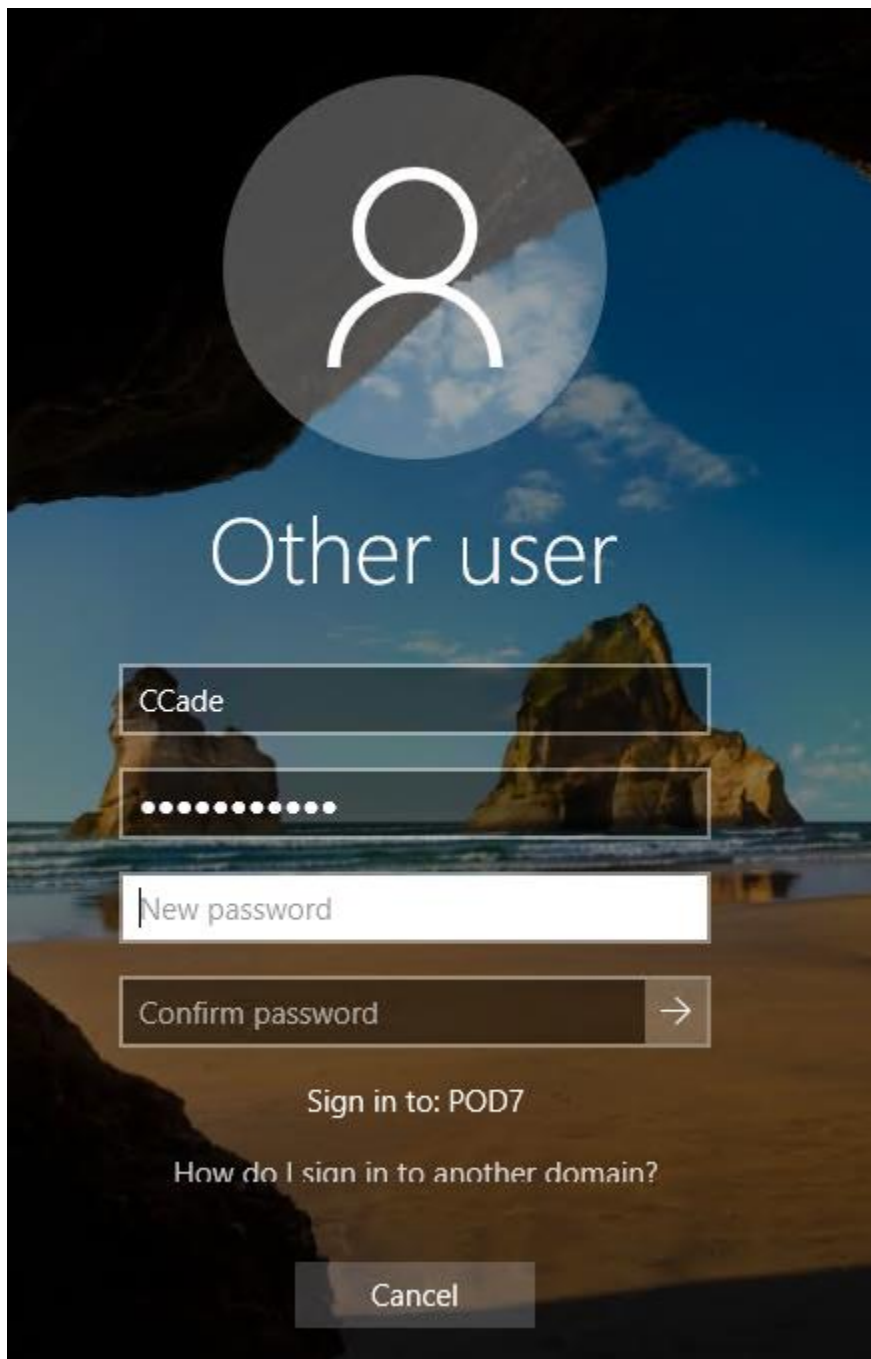 Other user
CCade
New password
Confirm password
Sign in to: POD7
How do I sign in to another domain?
Cancel